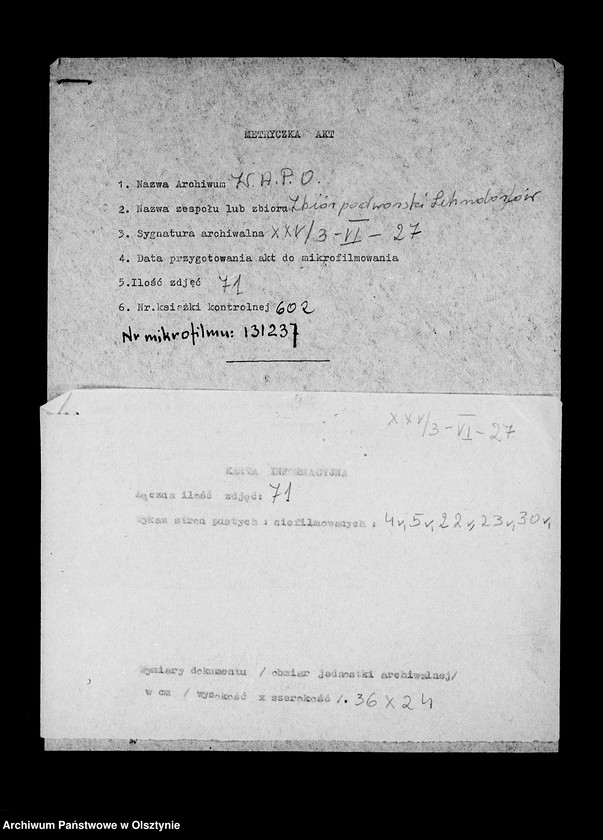 METRYCZKA AKT
1. Nazwa Archiwum W.A.P.O.
2. Nazwa zespołu lub zbioru Zbiór podworski Lehndorfów
3. Sygnatura archiwalna XXV/3-VI-27
4. Data przygotowania akt do mikrofilmowania
5.Ilość zdjęć 71
6. Nr.książki kontrolnej 602
Nr mikrofilmu: 131237
XXV/3-VI-27
KARTA INFORMACYJNA
Łączna ilość zdjęć: 71
Wykaz stron pustych : niefilmowanych : 4v, 5v, 22v, 23v, 30v,
Wymiary dokumentu / obmiar jednostki archiwalnej/
w cm / wysokość x szerokość /. 36 x 24
Archiwum Państwowe w Olsztynie